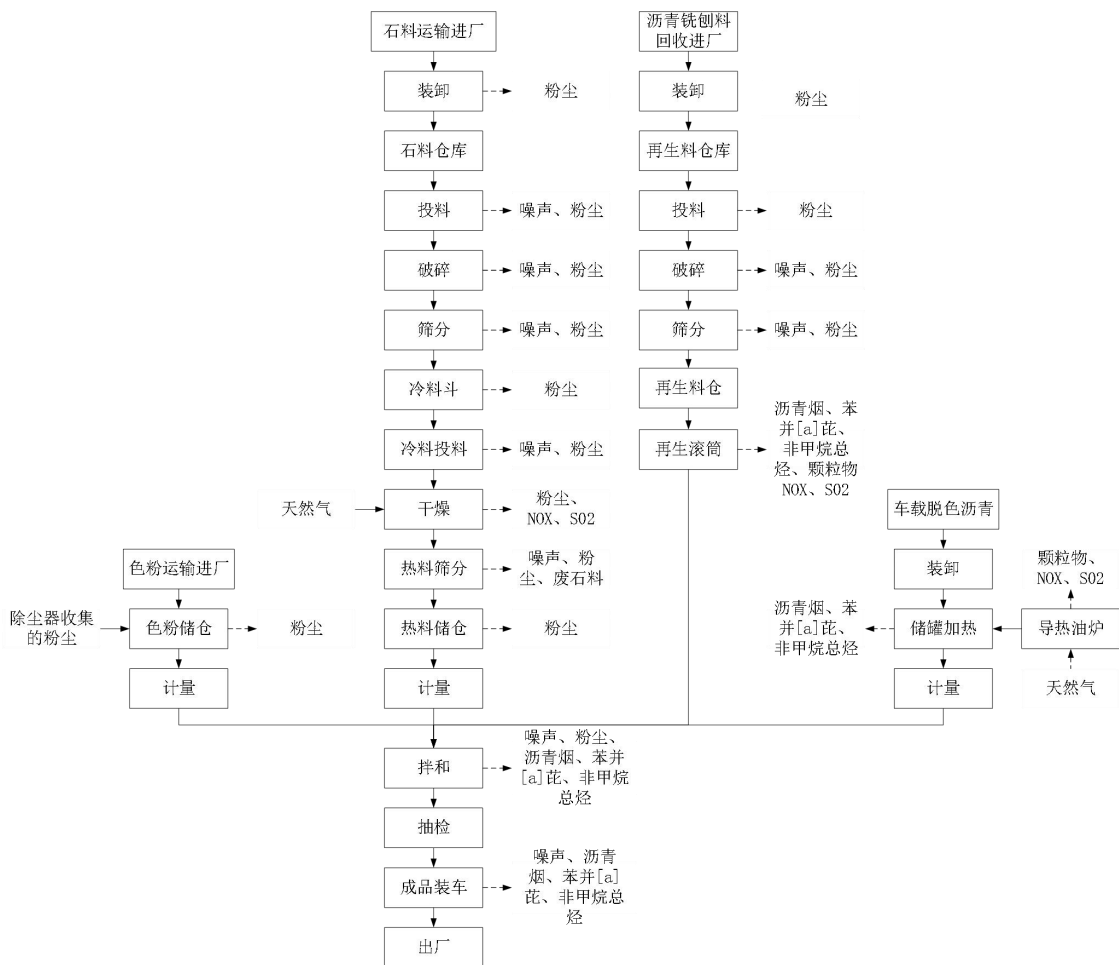 石料运输进厂
装卸
粉尘
石料仓库
投料
噪声、粉尘
破碎
噪声、粉尘
筛分
噪声、粉尘
冷料斗
粉尘
冷料投料
噪声、粉尘
天然气
干燥
粉尘、
NOX、SO2
热料筛分
噪声、粉
尘、废石料
热料储仓
粉尘
计量
沥青铣刨料
回收进厂
装卸
粉尘
再生料仓库
投料
粉尘
破碎
噪声、粉尘
筛分
噪声、粉尘
再生料仓
再生滚筒
沥青烟、苯
并[a]芘、
非甲烷总
烃、颗粒物
NOX、SO2
色粉运输进厂
除尘器收集
的粉尘
色粉储仓
粉尘
计量
车载脱色沥青
装卸
沥青烟、苯
并[a]芘、
非甲烷总烃
储罐加热
导热油炉
颗粒物、
NOX、SO2
天然气
计量
拌和
噪声、粉尘、
沥青烟、苯并
[a]芘、非甲烷
总烃
抽检
成品装车
噪声、沥青
烟、苯并[a]
芘、非甲烷总
烃
出厂